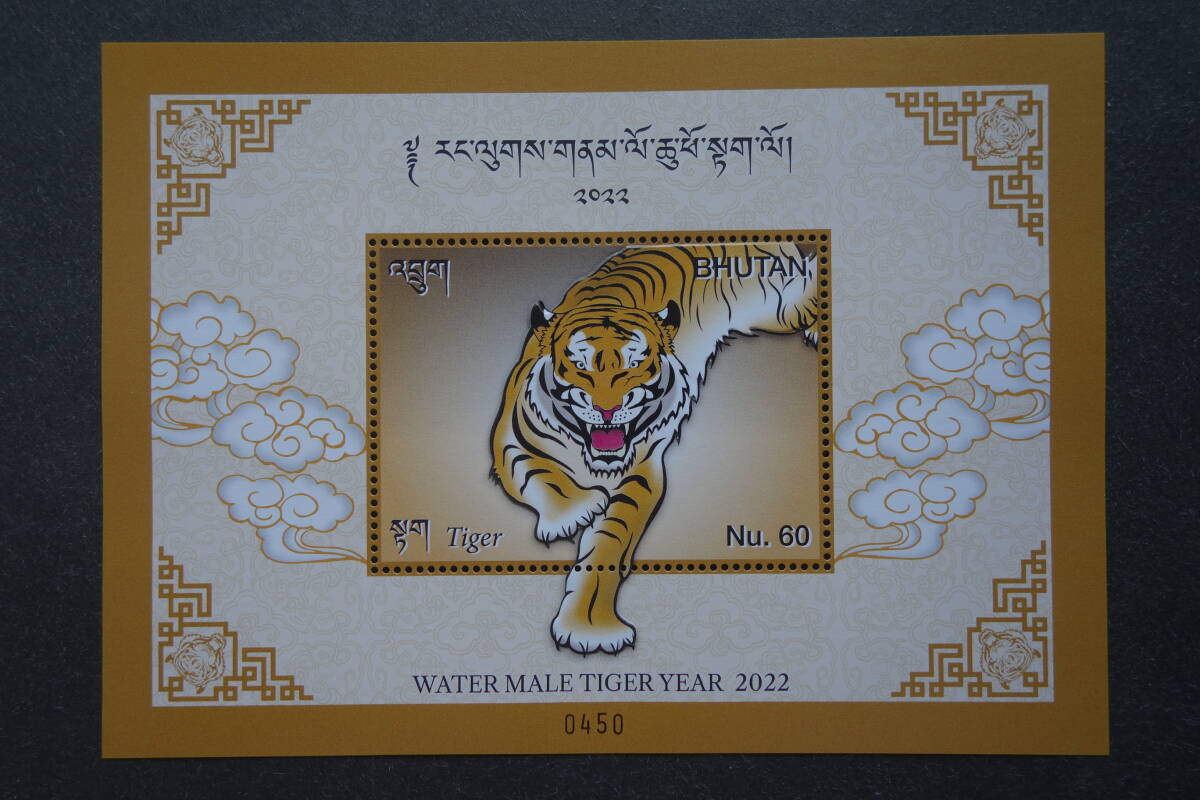 ༄༅། རང་ལུགས་གནམ་ལོ་ཆུ་ཕོ་སྟག་ལོ།
༢༠༢༢
འབྲུག།
BHUTAN
སྟག།
Tiger
Nu. 60
WATER MALE TIGER YEAR 2022
0450